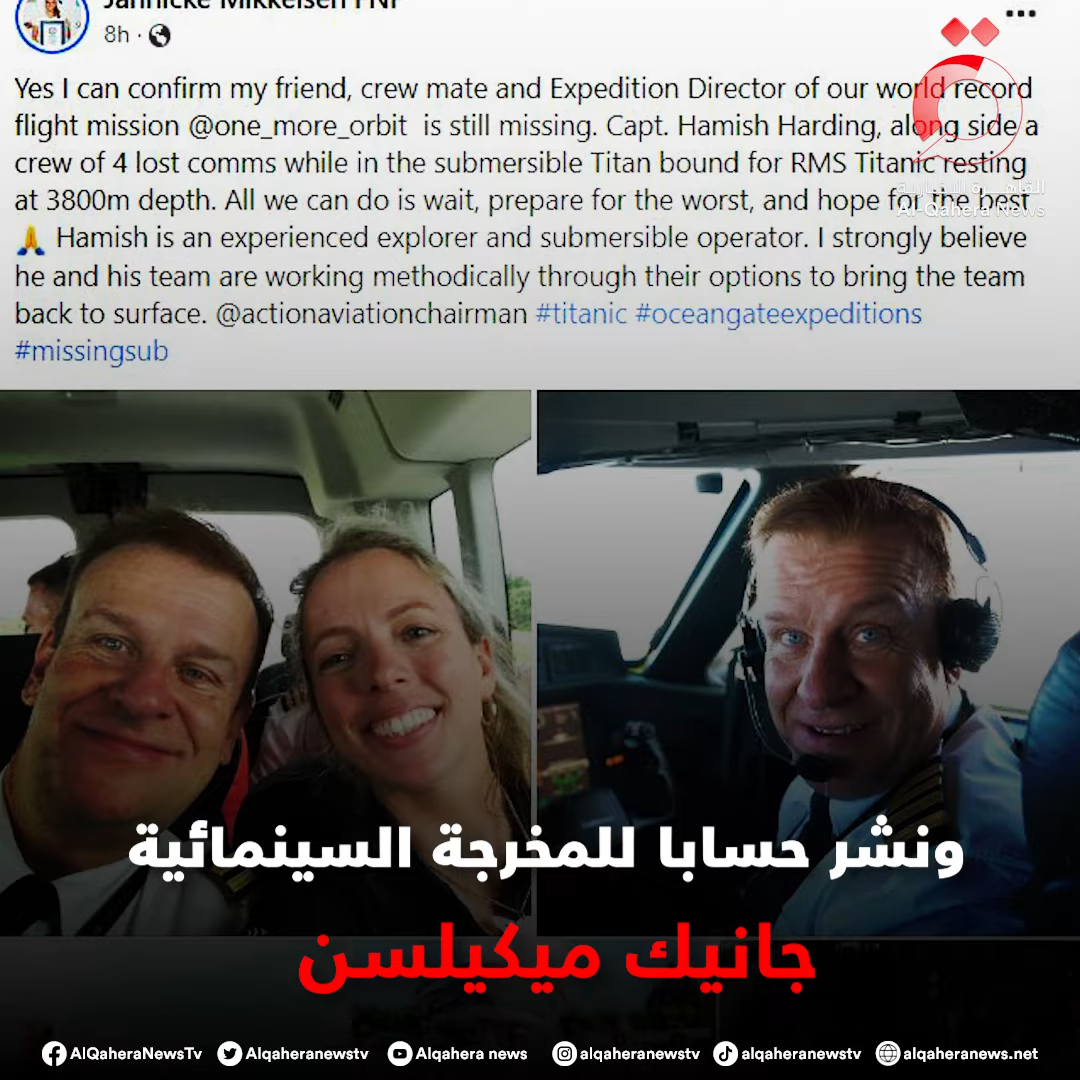 Jannicke Mikkelsen FNF
8h ·
Yes I can confirm my friend, crew mate and Expedition Director of our world record
flight mission @one_more_orbit is still missing. Capt. Hamish Harding, along side a
crew of 4 lost comms while in the submersible Titan bound for RMS Titanic resting
at 3800m depth. All we can do is wait, prepare for the worst, and hope for the best
🙏 Hamish is an experienced explorer and submersible operator. I strongly believe
he and his team are working methodically through their options to bring the team
back to surface. @actionaviationchairman #titanic #oceangateexpeditions
#missingsub
القاهرة الإخبارية
Al-Qahera News
ونشر حسابا للمخرجة السينمائية
جانيك ميكيلسن
AlQaheraNewsTv Alqaheranewstv Alqahera news alqaheranewstv alqaheranewstv alqaheranews.net